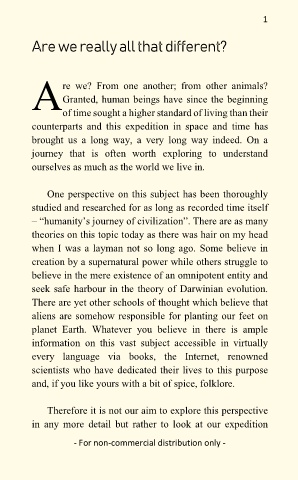 1
Are we really all that different?
Are we? From one another; from other animals?
Granted, human beings have since the beginning
of time sought a higher standard of living than their
counterparts and this expedition in space and time has
brought us a long way, a very long way indeed. On a
journey that is often worth exploring to understand
ourselves as much as the world we live in.
One perspective on this subject has been thoroughly
studied and researched for as long as recorded time itself
– “humanity’s journey of civilization”. There are as many
theories on this topic today as there was hair on my head
when I was a layman not so long ago. Some believe in
creation by a supernatural power while others struggle to
believe in the mere existence of an omnipotent entity and
seek safe harbour in the theory of Darwinian evolution.
There are yet other schools of thought which believe that
aliens are somehow responsible for planting our feet on
planet Earth. Whatever you believe in there is ample
information on this vast subject accessible in virtually
every language via books, the Internet, renowned
scientists who have dedicated their lives to this purpose
and, if you like yours with a bit of spice, folklore.
Therefore it is not our aim to explore this perspective
in any more detail but rather to look at our expedition
- For non-commercial distribution only -